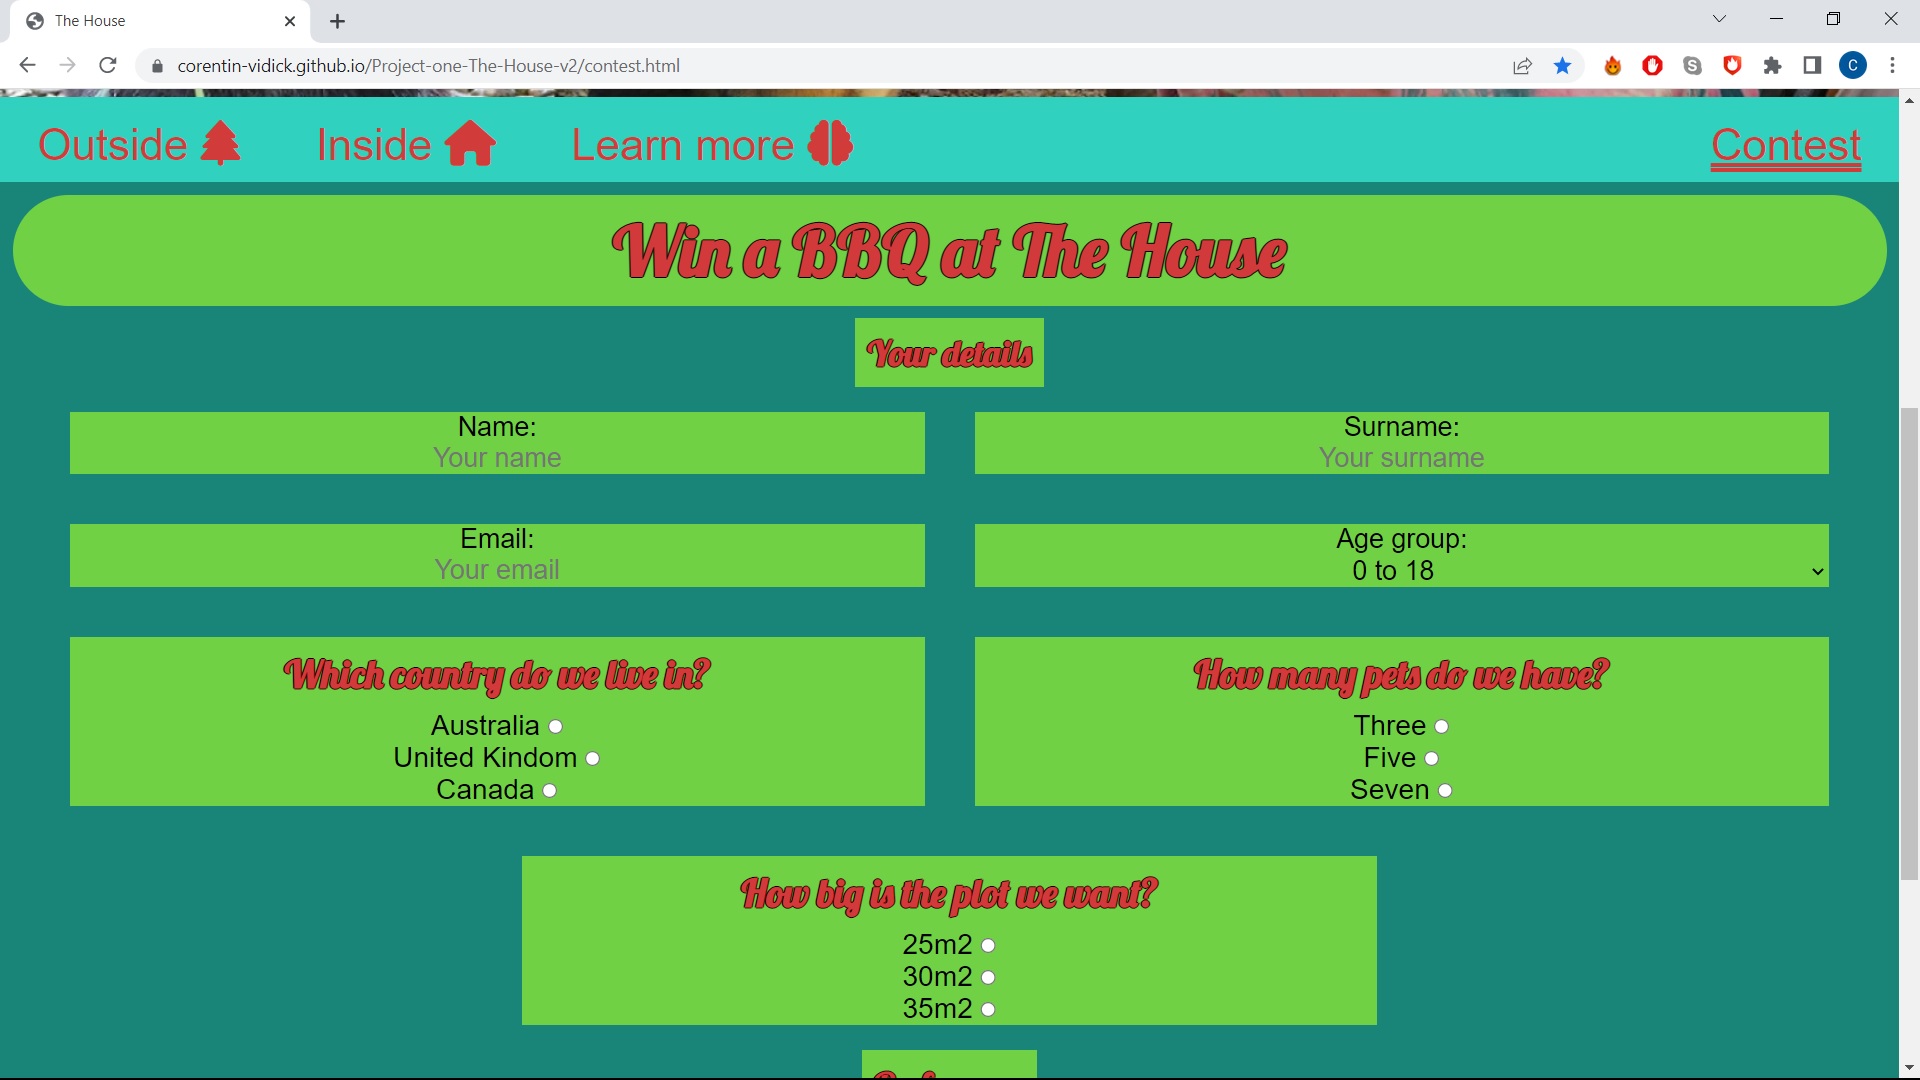 The House
corentin-vidick.github.io/Project-one-The-House-v2/contest.html
C
Outside Inside Learn more Contest
Win a BBQ at The House
Your details
Name: Surname:
Your name Your surname
Email: Age group:
Your email 0 to 18
Which country do we live in? How many pets do we have?
Australia Three
United Kindom Five
Canada Seven
How big is the plot we want?
25m2
30m2
35m2